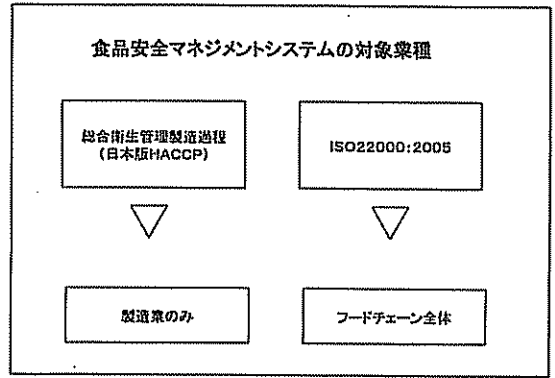 食品安全マネジメントシステムの対象業種
総合衛生管理製造過程
(日本版HACCP)
ISO22000:2005
製造業のみ
フードチェーン全体